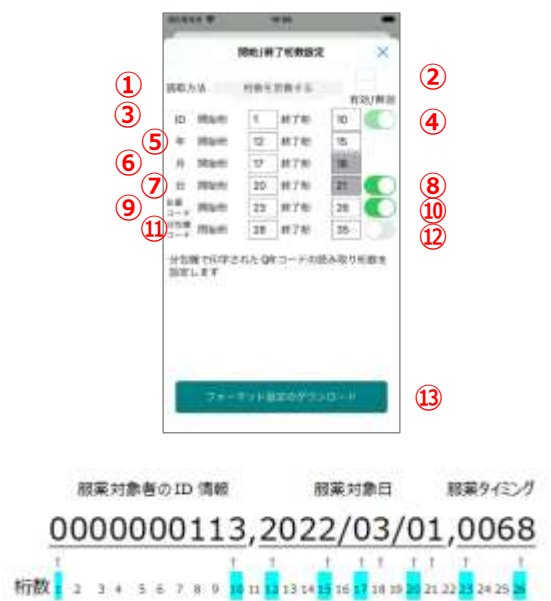 開始/終了桁数設定
①
②
読取方法 桁数を定義する
有効/無効
③ ID 開始桁 1 終了桁 10 ④
⑤ 年 開始桁 12 終了桁 15
⑥ 月 開始桁 17 終了桁 18
⑦ 日 開始桁 20 終了桁 21 ⑧
⑨ コード 開始桁 23 終了桁 26 ⑩
⑪ 分包機コード 開始桁 28 終了桁 35 ⑫
分包機で印字されたQRコードの読み取り桁数を
設定します
フォーマット設定のダウンロード ⑬
服薬対象者のID 情報 服薬対象日 服薬タイミング
0000000113,2022/03/01,0068
↑ ↑ ↑ ↑ ↑ ↑ ↑ ↑ ↑
桁数 1 2 3 4 5 6 7 8 9 10 11 12 13 14 15 16 17 18 19 20 21 22 23 24 25 26